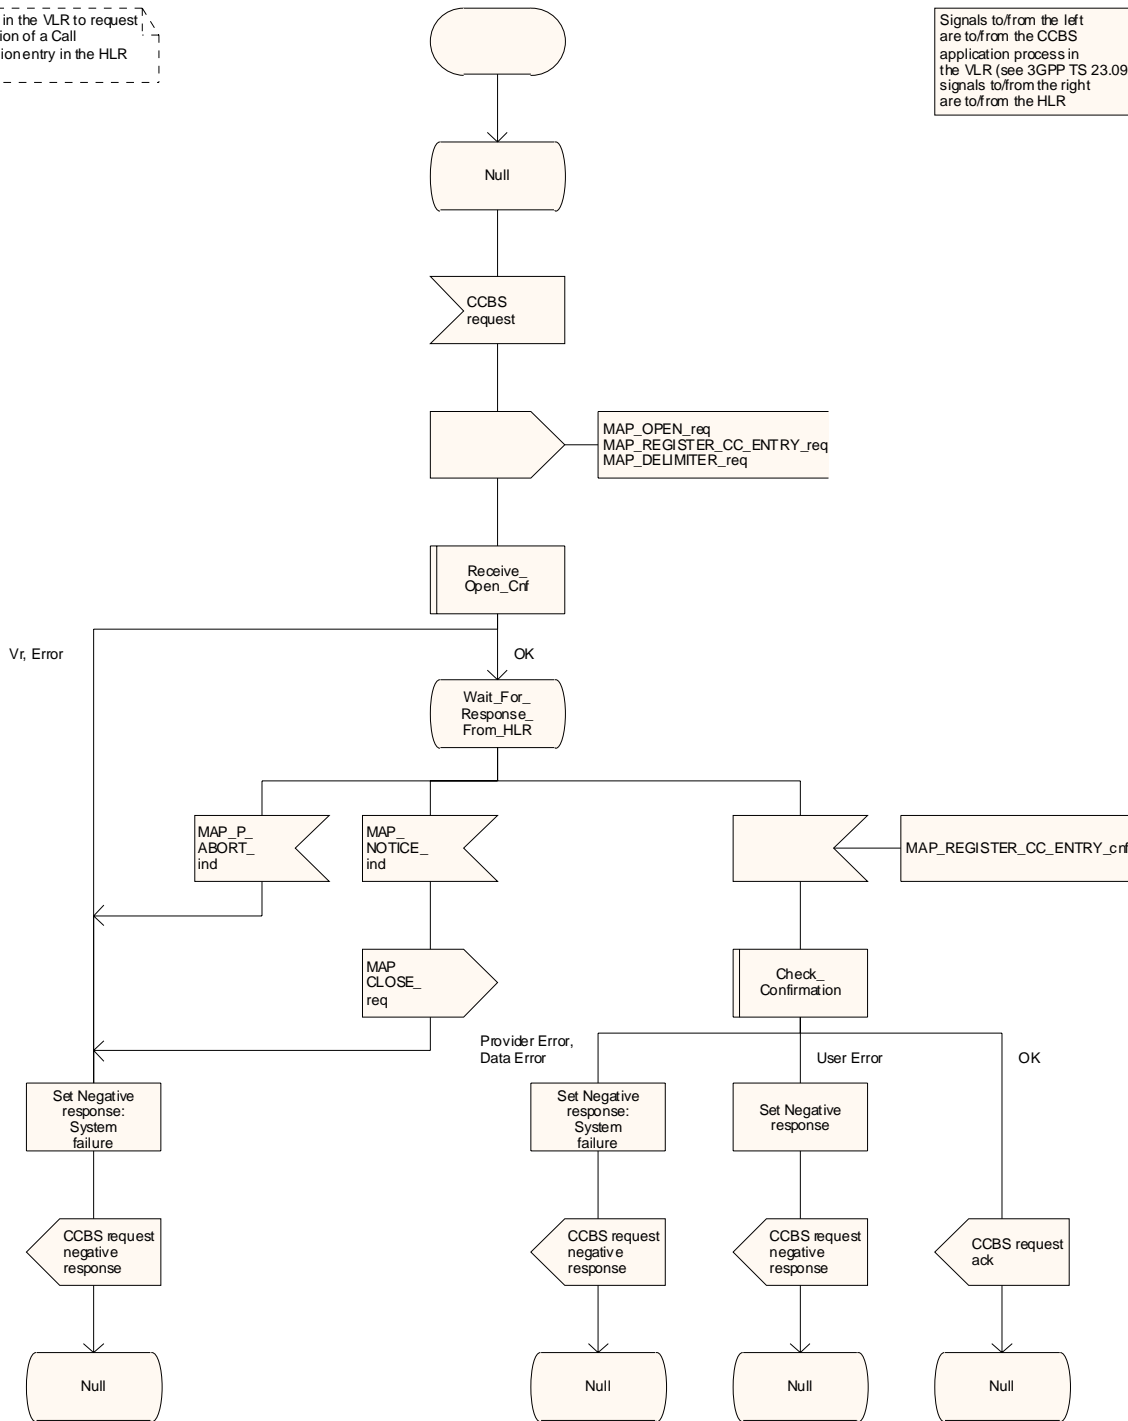 in the VLR to request
ion of a Call
ion entry in the HLR
Signals to/from the left
are to/from the CCBS
application process in
the VLR (see 3GPP TS 23.09
signals to/from the right
are to/from the HLR
Null
CCBS
request
MAP_OPEN_req
MAP_REGISTER_CC_ENTRY_req
MAP_DELIMITER_req
Receive_
Open_Cnf
Vr, Error
OK
Wait_For_
Response_
From_HLR
MAP_P_
ABORT_
ind
MAP_
NOTICE_
ind
MAP_REGISTER_CC_ENTRY_cnf
MAP
CLOSE_
req
Check_
Confirmation
Provider Error,
Data Error
User Error
OK
Set Negative
response:
System
failure
Set Negative
response:
System
failure
Set Negative
response
CCBS request
negative
response
CCBS request
negative
response
CCBS request
negative
response
CCBS request
ack
Null
Null
Null
Null